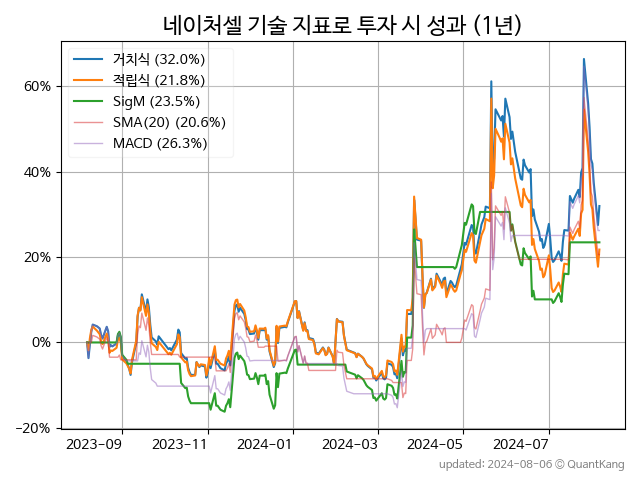 네이처셀 기술 지표로 투자 시 성과 (1년)
거치식 (32.0%)
적립식 (21.8%)
SigM (23.5%)
SMA(20) (20.6%)
MACD (26.3%)
60%
40%
20%
0%
−20%
2023-09 2023-11 2024-01 2024-03 2024-05 2024-07
updated: 2024-08-06 © QuantKang